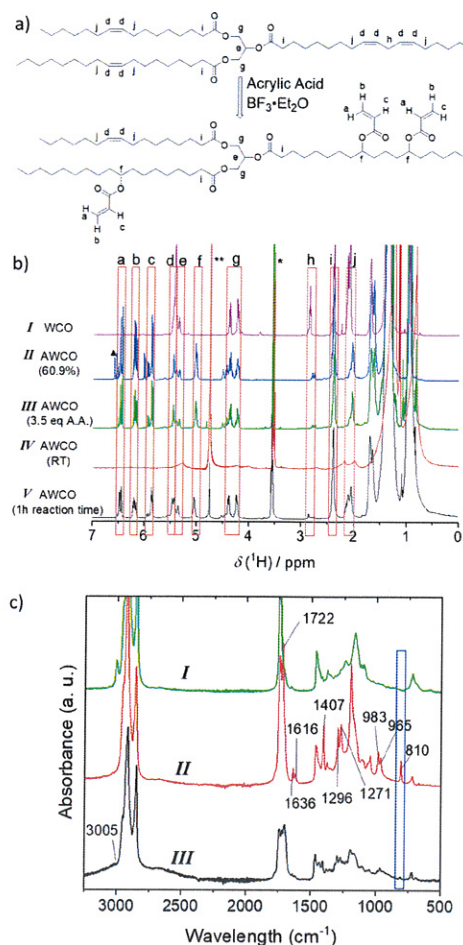 a)
d d
g
j j i
O
e
j d d h d d j
g
Acrylic Acid
BF₃•Et₂O
b b
a H H c a H H c
j d d j i g
e
f g i f f j
a H H c
b
b) a b c d e f ** g * h i j
I WCO
II AWCO
(60.9%)
III AWCO
(3.5 eq A.A.)
IV AWCO
(RT)
V AWCO
(1h reaction time)
7 6 5 4 3 2 1 0
δ (¹H) / ppm
c)
1722
I
1616 1407 983 965 810
II
1636 1296 1271
3005
III
3000 2500 2000 1500 1000 500
Absorbance (a. u.)
Wavelength (cm⁻¹)